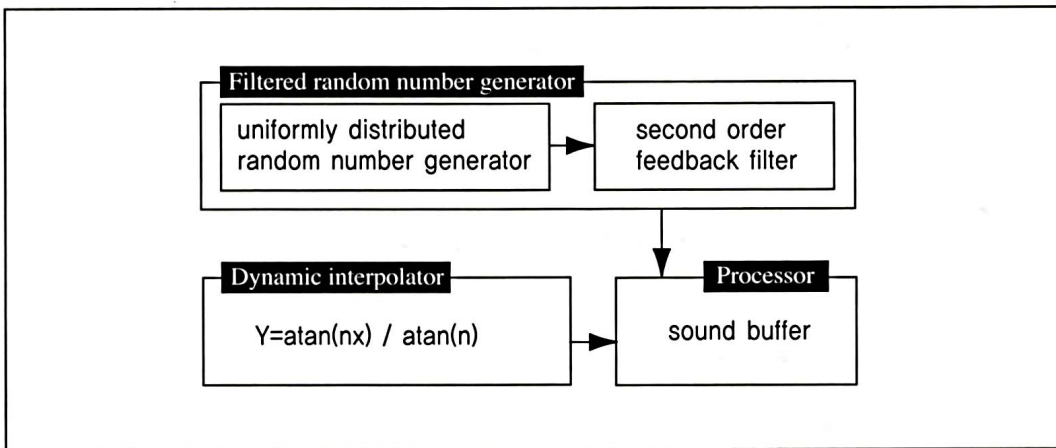 Filtered random number generator
uniformly distributed
random number generator
second order
feedback filter
Dynamic interpolator
Y=atan(nx) / atan(n)
Processor
sound buffer